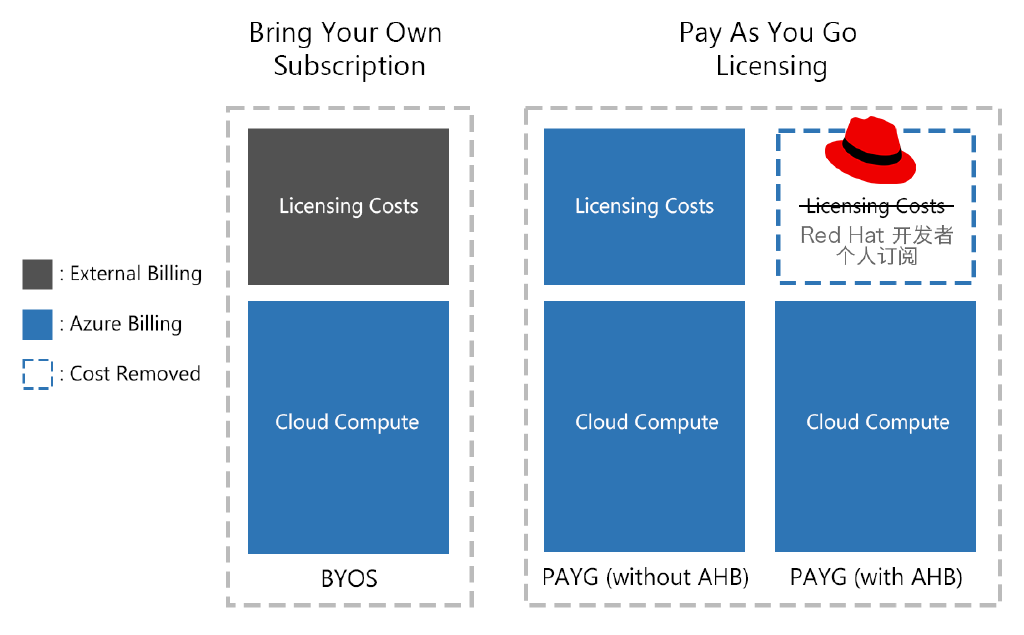 Bring Your Own
Subscription
Pay As You Go
Licensing
Licensing Costs
Licensing Costs
Licensing Costs
Red Hat 开发者
个人订阅
: External Billing
: Azure Billing
: Cost Removed
Cloud Compute
Cloud Compute
Cloud Compute
BYOS
PAYG (without AHB)
PAYG (with AHB)